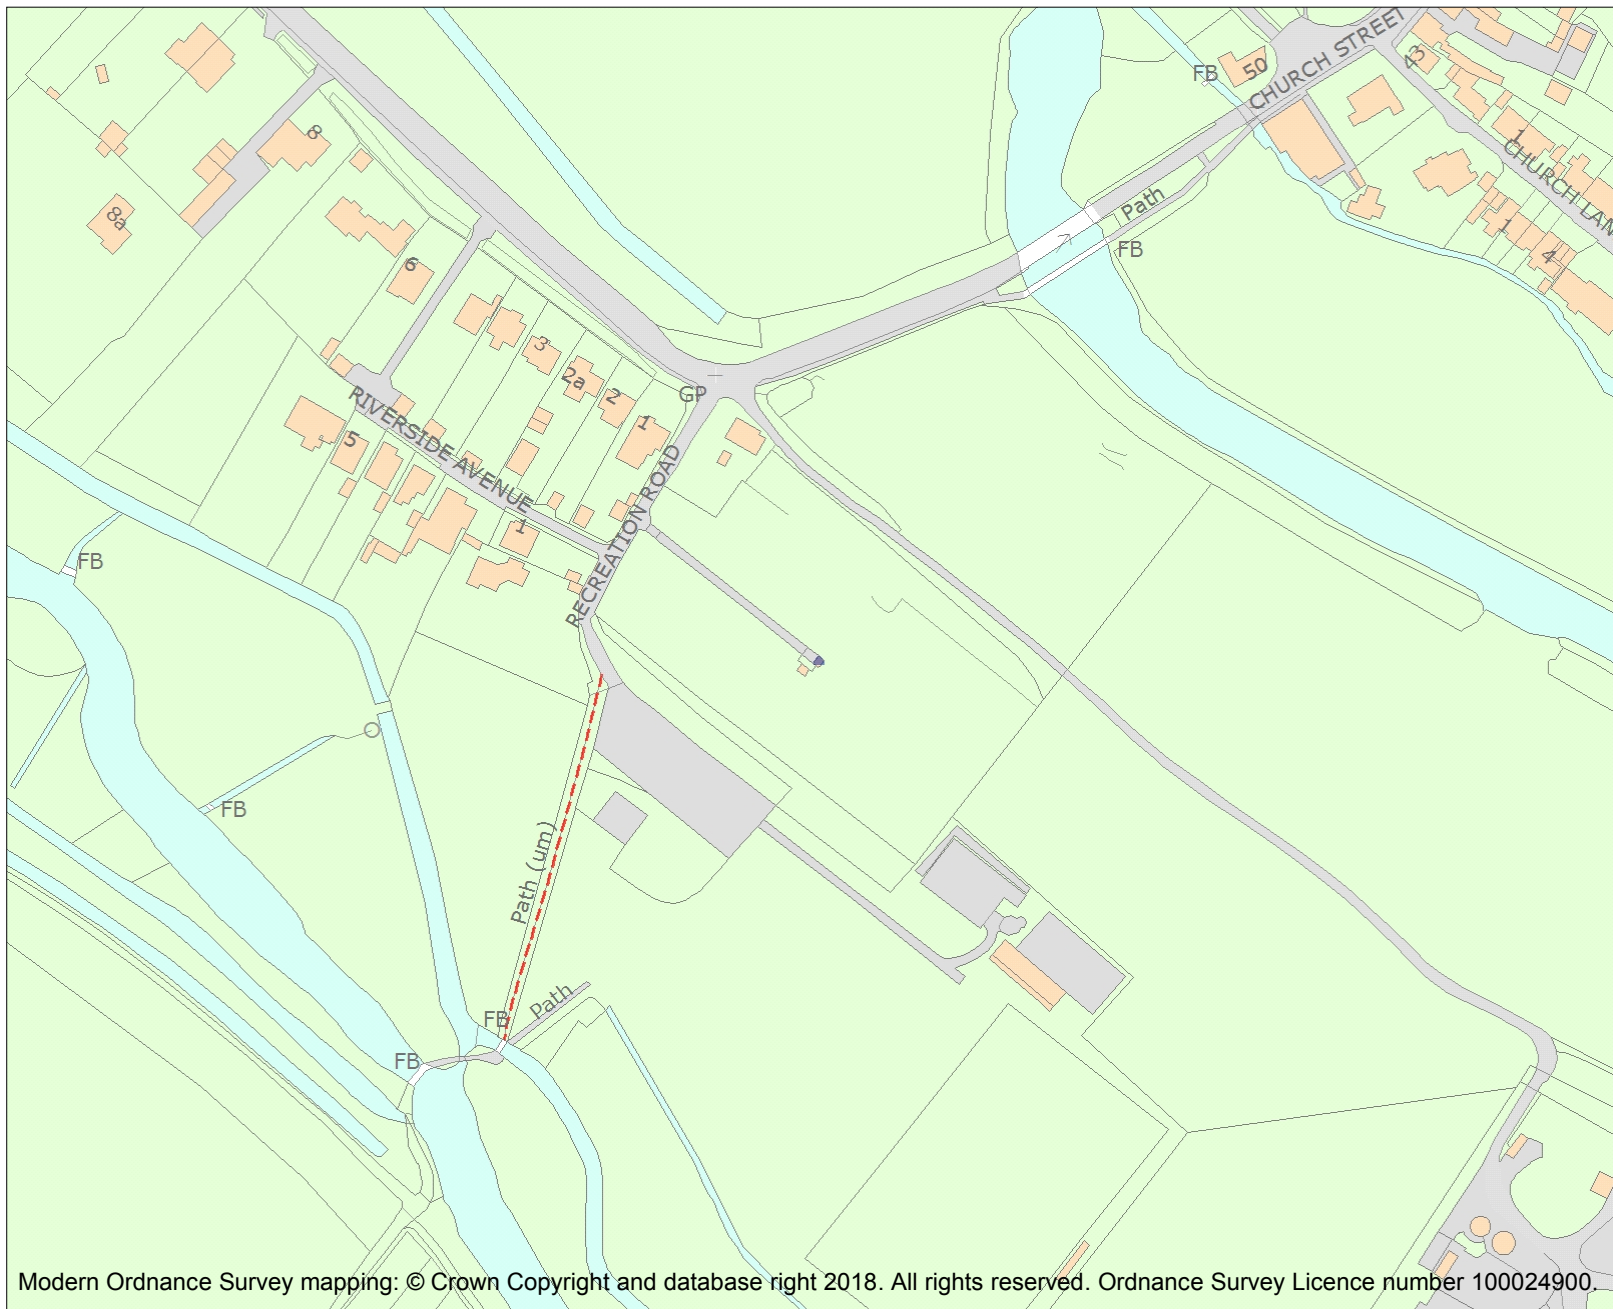 CHURCH STREET
50
43
FB
1
CHURCH LAN
1
4
Path
FB
8
8a
6
3
2a
2
1
GP
RIVERSIDE AVENUE
5
1
RECREATION ROAD
FB
FB
Path (um)
Path
FB
FB
Modern Ordnance Survey mapping: © Crown Copyright and database right 2018. All rights reserved. Ordnance Survey Licence number 100024900.